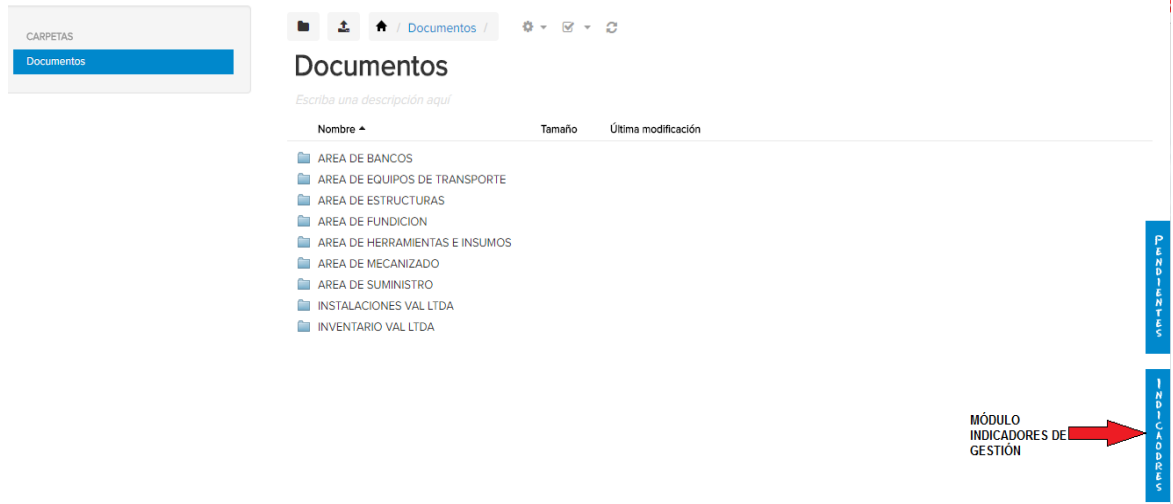 CARPETAS
Documentos
/ Documentos /
Documentos
Escriba una descripción aquí
Nombre Tamaño Última modificación
AREA DE BANCOS
AREA DE EQUIPOS DE TRANSPORTE
AREA DE ESTRUCTURAS
AREA DE FUNDICION
AREA DE HERRAMIENTAS E INSUMOS
AREA DE MECANIZADO
AREA DE SUMINISTRO
INSTALACIONES VAL LTDA
INVENTARIO VAL LTDA
PENDIENTES
INDICAODRES
MÓDULO
INDICADORES DE
GESTIÓN